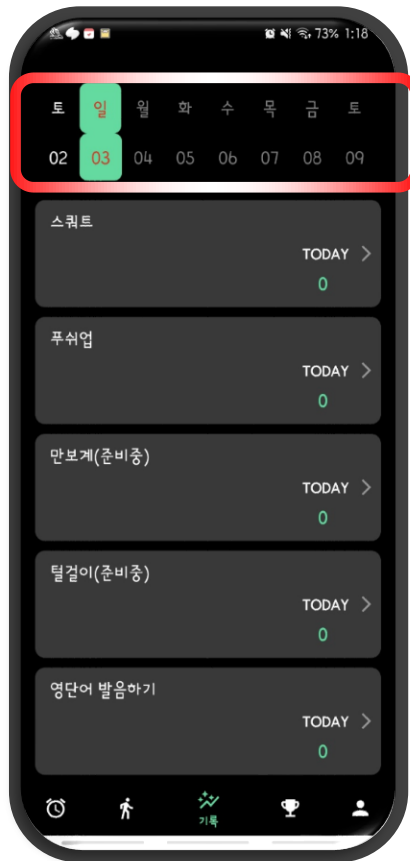 73% 1:18
토 일 월 화 수 목 금 토
02 03 04 05 06 07 08 09
스쿼트
TODAY
0
푸쉬업
TODAY
0
만보계(준비중)
TODAY
0
털걸이(준비중)
TODAY
0
영단어 발음하기
TODAY
0
기록